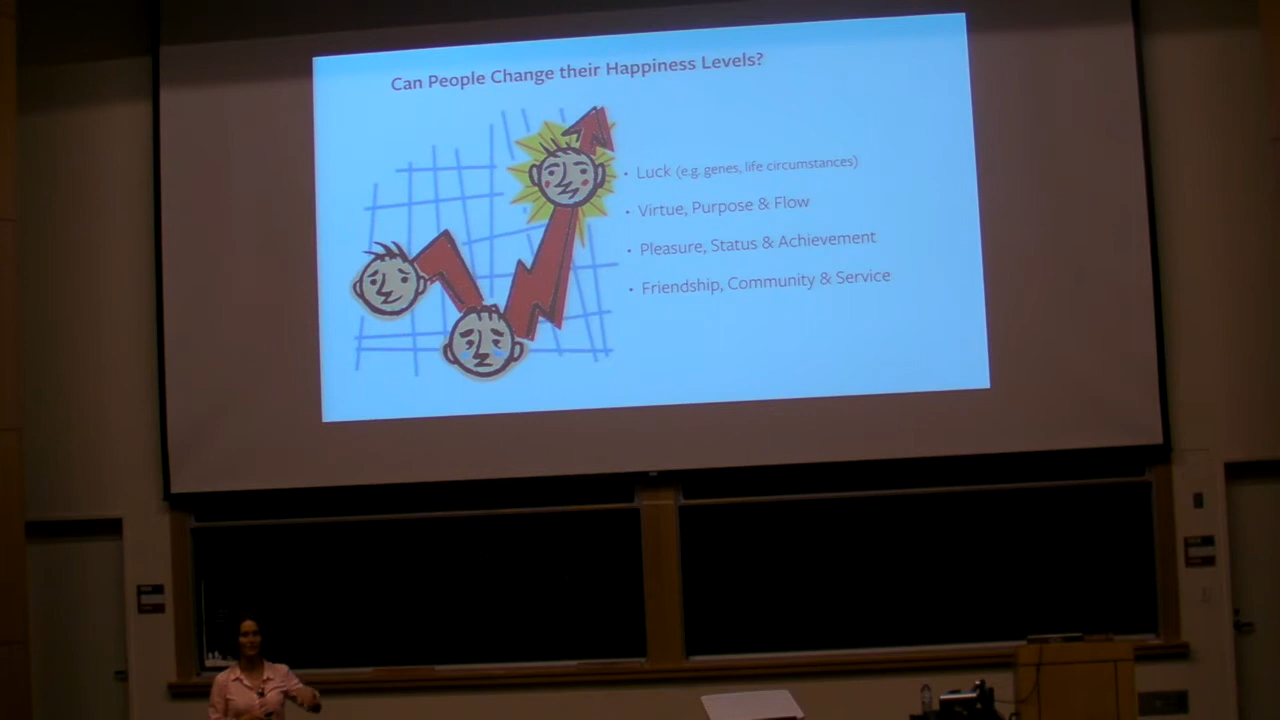 Can People Change their Happiness Levels?
• Luck (e.g. genes, life circumstances)
• Virtue, Purpose & Flow
• Pleasure, Status & Achievement
• Friendship, Community & Service